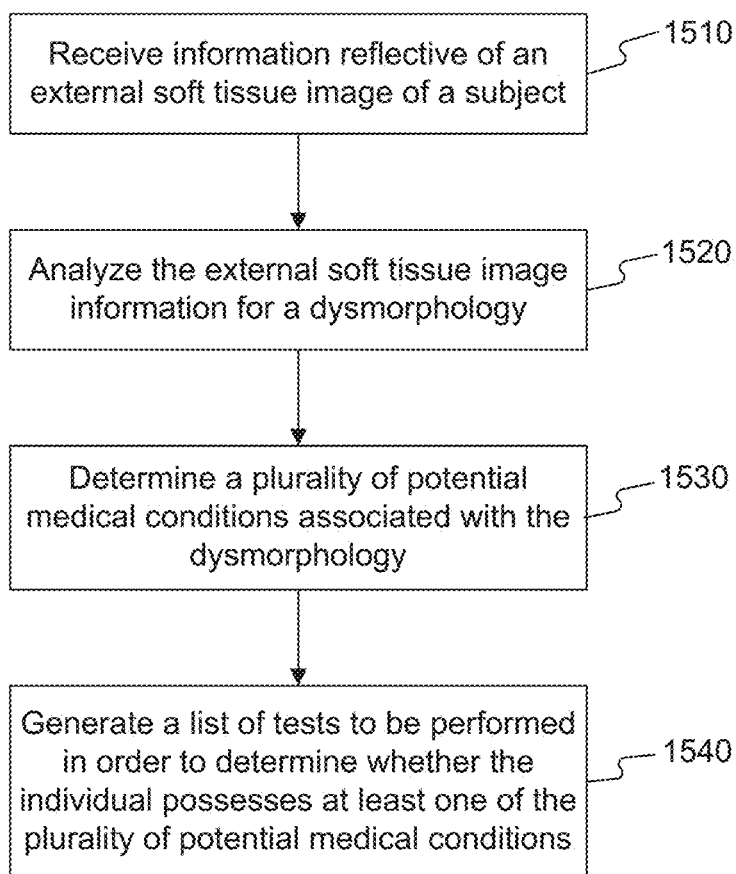 Receive information reflective of an
external soft tissue image of a subject
1510
Analyze the external soft tissue image
information for a dysmorphology
1520
Determine a plurality of potential
medical conditions associated with the
dysmorphology
1530
Generate a list of tests to be performed
in order to determine whether the
individual possesses at least one of the
plurality of potential medical conditions
1540